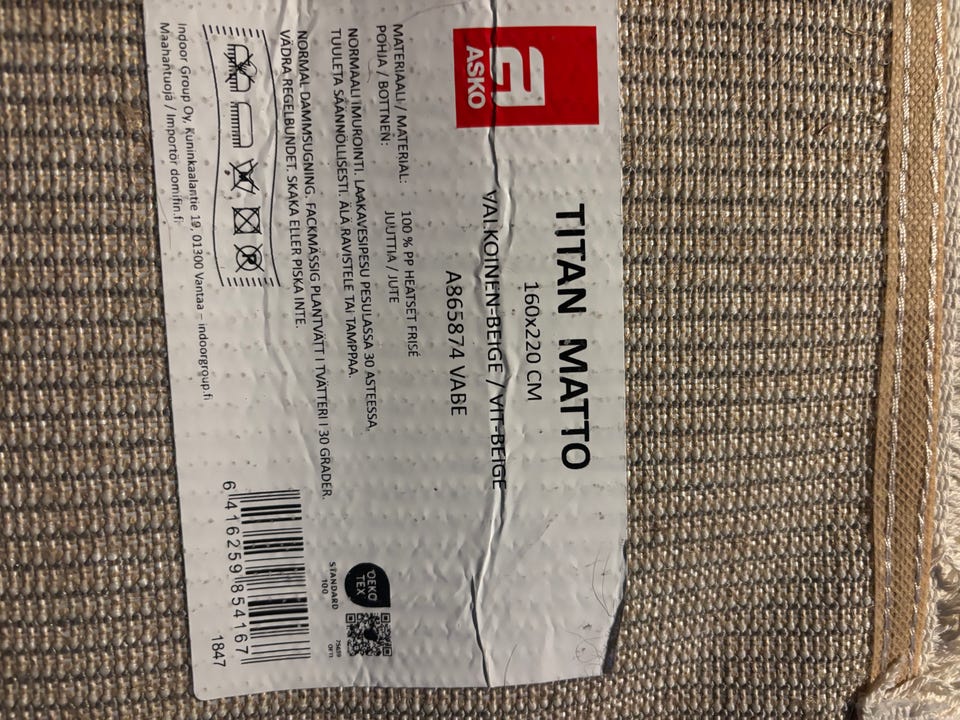 ASKO
TITAN MATTO
160x220 CM
VALKOINEN-BEIGE / VIT-BEIGE
A865874 VABE
MATERIAALI / MATERIAL: 100 % PP HEATSET FRISÉ
POHJA / BOTTNEN: JUUTTIA / JUTE
NORMAALI IMUROINTI. LAAKAVESIPESU PESULASSA 30 ASTEESSA.
TUULETA SÄÄNNÖLLISESTI. ÄLÄ RAVISTELE TAI TAMPPAA.
NORMAL DAMMSUGNING. FACKMÄSSIG PLANTVÄTT I TVÄTTERI I 30 GRADER.
VÄDRA REGELBUNDET. SKAKA ELLER PISKA INTE.
P
Indoor Group Oy, Kuninkaalantie 19, 01300 Vantaa – indoorgroup.fi
Maahantuoja / Importör domifin.fi
OEKO
TEX
STANDARD
100
6 416259 854167
1847